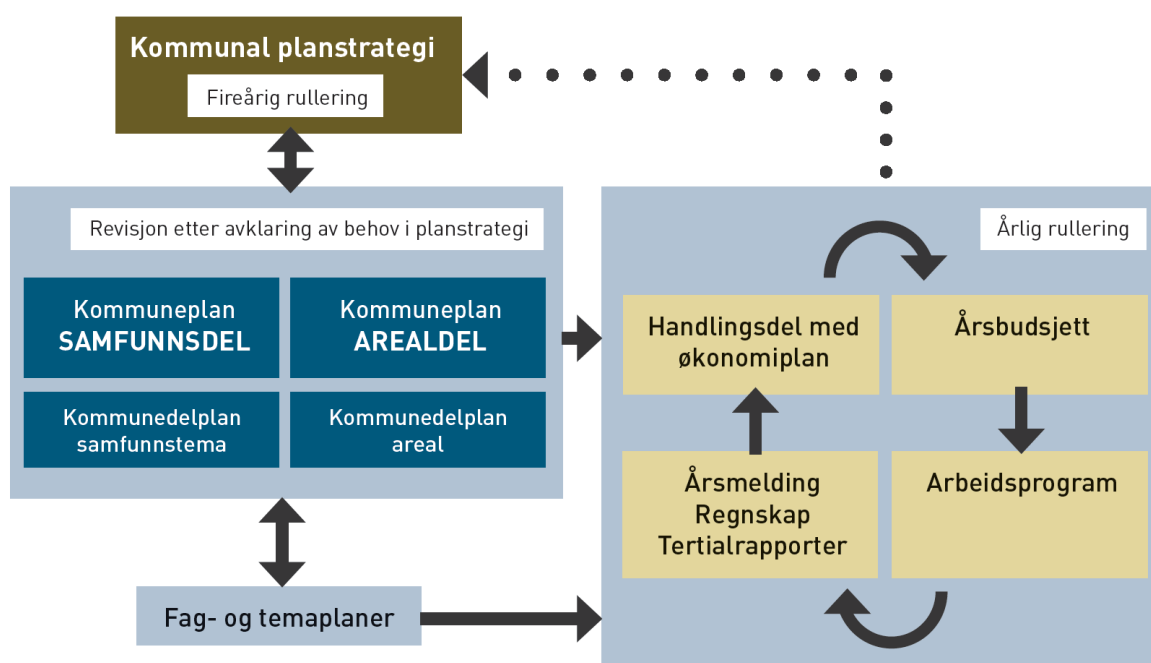 Kommunal planstrategi
Fireårig rullering
Revisjon etter avklaring av behov i planstrategi
Kommuneplan
SAMFUNNSDEL
Kommuneplan
AREALDEL
Kommunedelplan
samfunnstema
Kommunedelplan
areal
Fag- og temaplaner
Årlig rullering
Handlingsdel med
økonomiplan
Årsbudsjett
Årsmelding
Regnskap
Tertialrapporter
Arbeidsprogram